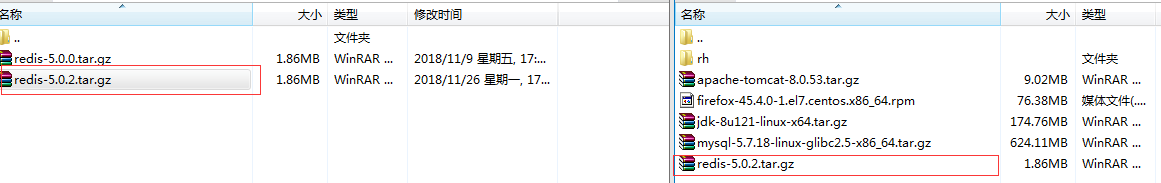 名称 大小 类型 修改时间
.. 文件夹
redis-5.0.0.tar.gz 1.86MB WinRAR ... 2018/11/9 星期五, 17:...
redis-5.0.2.tar.gz 1.86MB WinRAR ... 2018/11/26 星期一, 17...
名称 大小 类型
..
rh 文件夹
apache-tomcat-8.0.53.tar.gz 9.02MB WinRAR ...
firefox-45.4.0-1.el7.centos.x86_64.rpm 76.38MB 媒体文件(....
jdk-8u121-linux-x64.tar.gz 174.76MB WinRAR ...
mysql-5.7.18-linux-glibc2.5-x86_64.tar.gz 624.11MB WinRAR ...
redis-5.0.2.tar.gz 1.86MB WinRAR ...